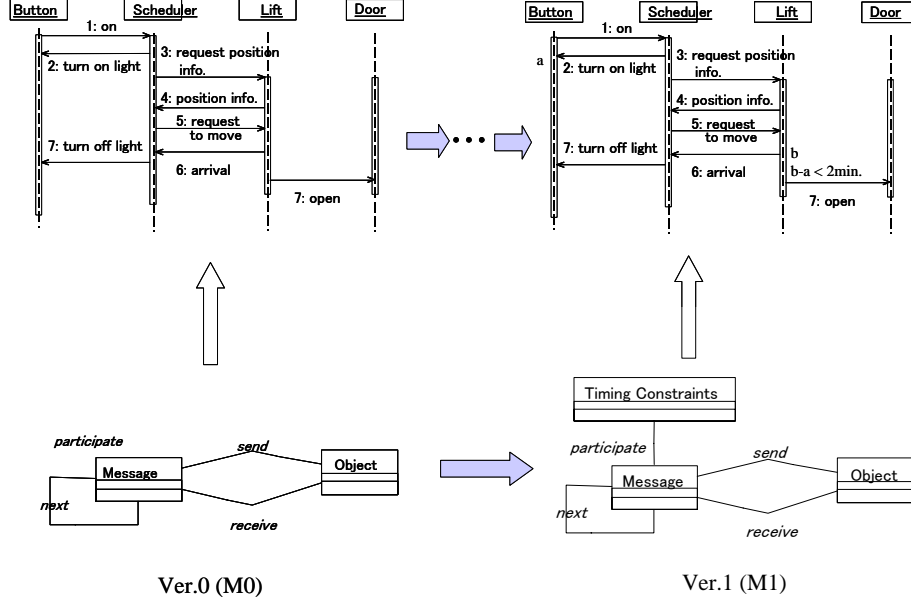 Button Scheduler Lift Door
1: on
2: turn on light
3: request position
info.
4: position info.
5: request
to move
7: turn off light
6: arrival
7: open
Button Scheduler Lift Door
1: on
a
2: turn on light
3: request position
info.
4: position info.
5: request
to move
7: turn off light
b
6: arrival
b-a < 2min.
7: open
participate
send
Message
Object
next
receive
Ver.0 (M0)
Timing Constraints
participate
send
Message
Object
next
receive
Ver.1 (M1)